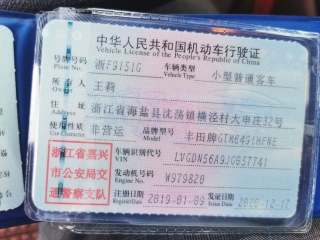 中华人民共和国机动车行驶证
Vehicle License of the People's Republic of China
号牌号码 浙F9151G 车辆类型 小型普通客车
Plate No. Vehicle Type
所有人 王莉
Owner
住址 浙江省海盐县沈荡镇横泾村大枣庄32号
Address
使用性质 非营运 品牌型号 丰田牌GTM6491HFNE
Use Character Model
浙江省嘉兴
市公安局交
通警察支队
车辆识别代号
VIN LVGDN56A9JG857741
发动机号码
Engine No. W979820
注册日期 2019-01-09 发证日期 2020-12-17
Register Date Issue Date